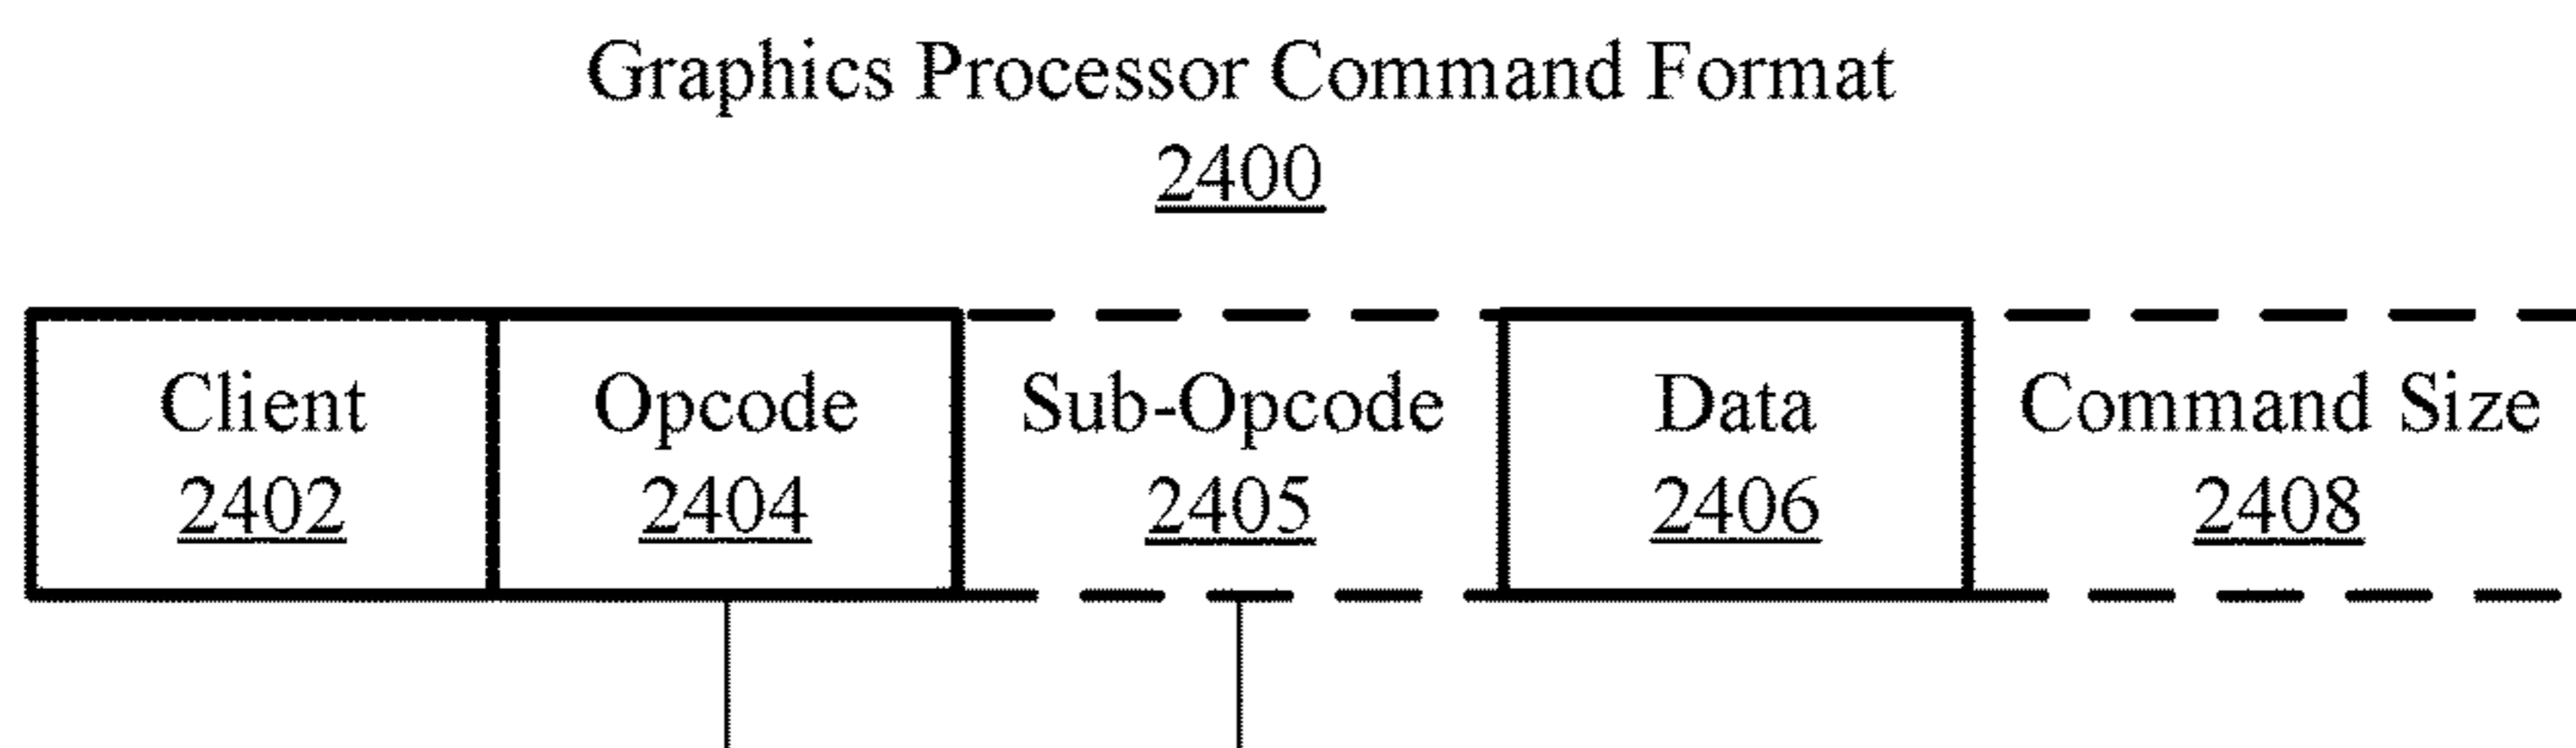 Graphics Processor Command Format
2400
Client Opcode Sub-Opcode Data Command Size
2402 2404 2405 2406 2408